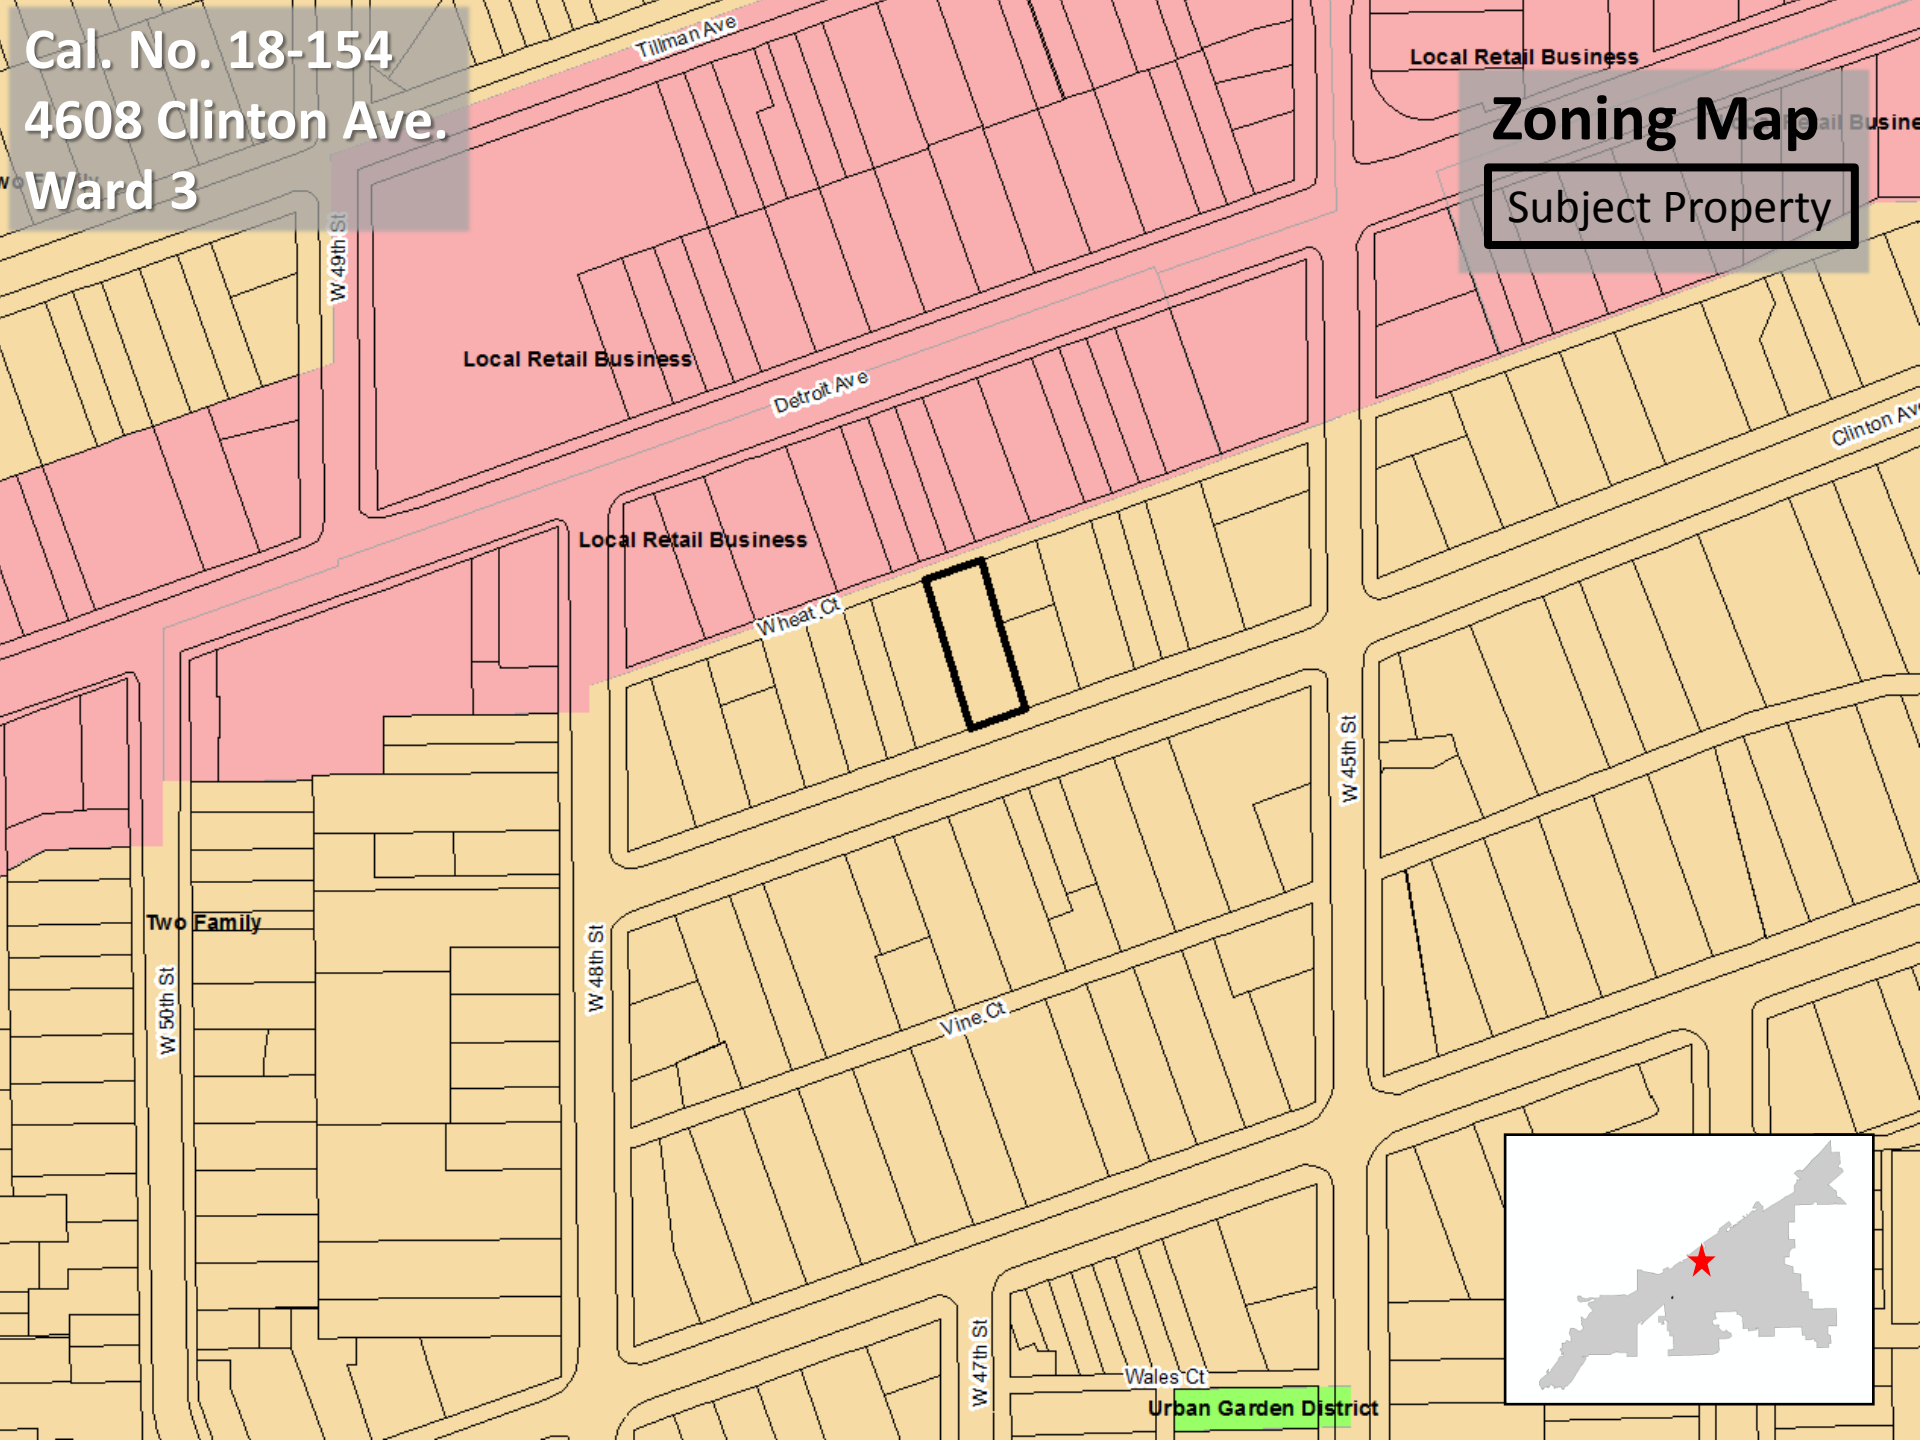 Cal. No. 18-154
4608 Clinton Ave.
Ward 3
Tillman Ave
Local Retail Business
Zoning Map
Subject Property
Two Family
W 49th St
Local Retail Business
Detroit Ave
Clinton Ave
Local Retail Business
Wheat Ct
W 45th St
Two Family
W 48th St
W 50th St
Vine Ct
W 47th St
Wales Ct
Urban Garden District